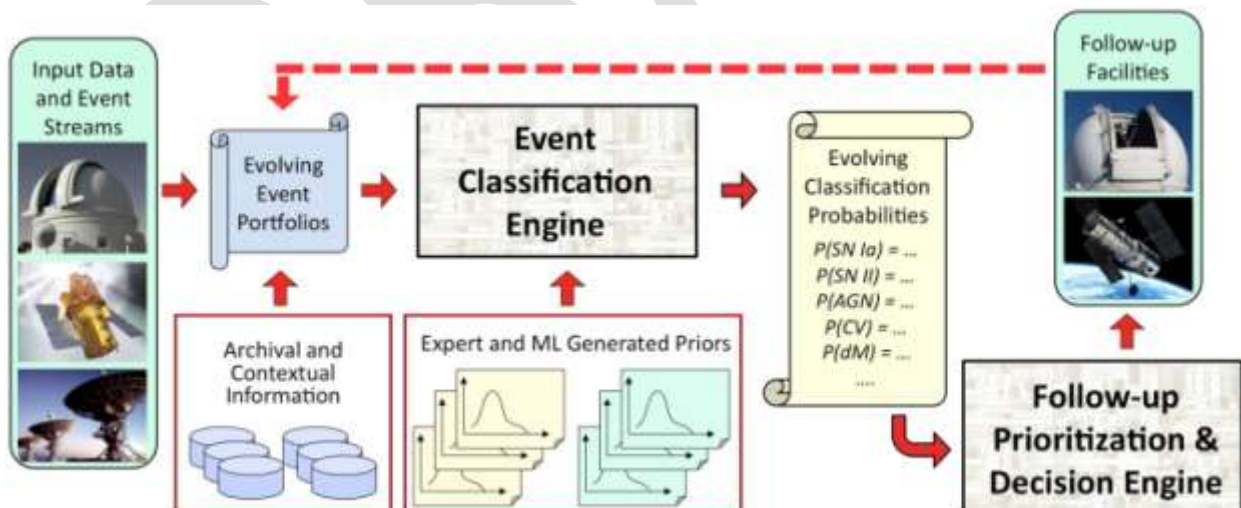 Input Data
and Event
Streams
Evolving
Event
Portfolios
Event
Classification
Engine
Evolving
Classification
Probabilities
P(SN Ia) = ...
P(SN II) = ...
P(AGN) = ...
P(CV) = ...
P(dM) = ...
....
Follow-up
Facilities
Archival and
Contextual
Information
Expert and ML Generated Priors
Follow-up
Prioritization &
Decision Engine